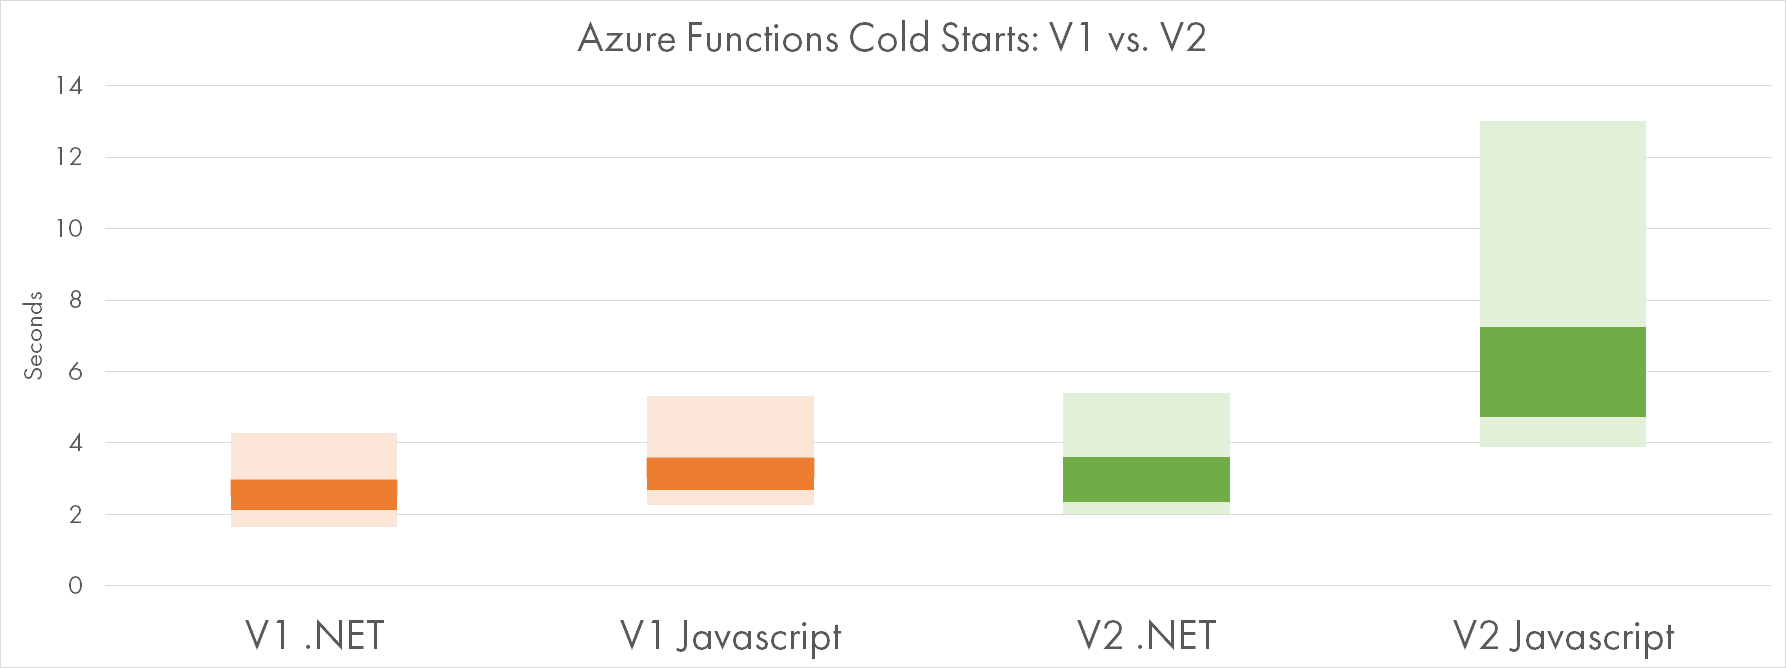 Azure Functions Cold Starts: V1 vs. V2
14
12
10
8
6
4
2
0
Seconds
V1 .NET
V1 Javascript
V2 .NET
V2 Javascript